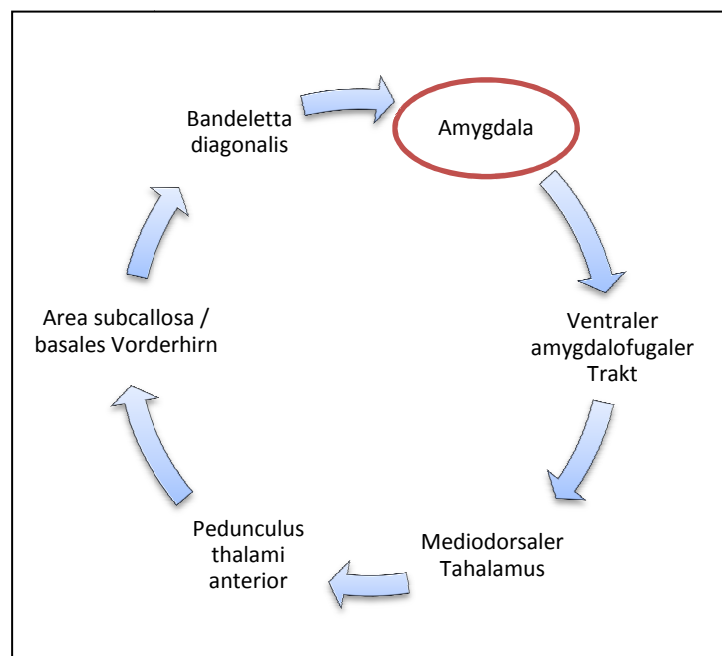 Amygdala
Ventraler
amygdalofugaler
Trakt
Mediodorsaler
Tahalamus
Pedunculus
thalami
anterior
Area subcallosa /
basales Vorderhirn
Bandeletta
diagonalis